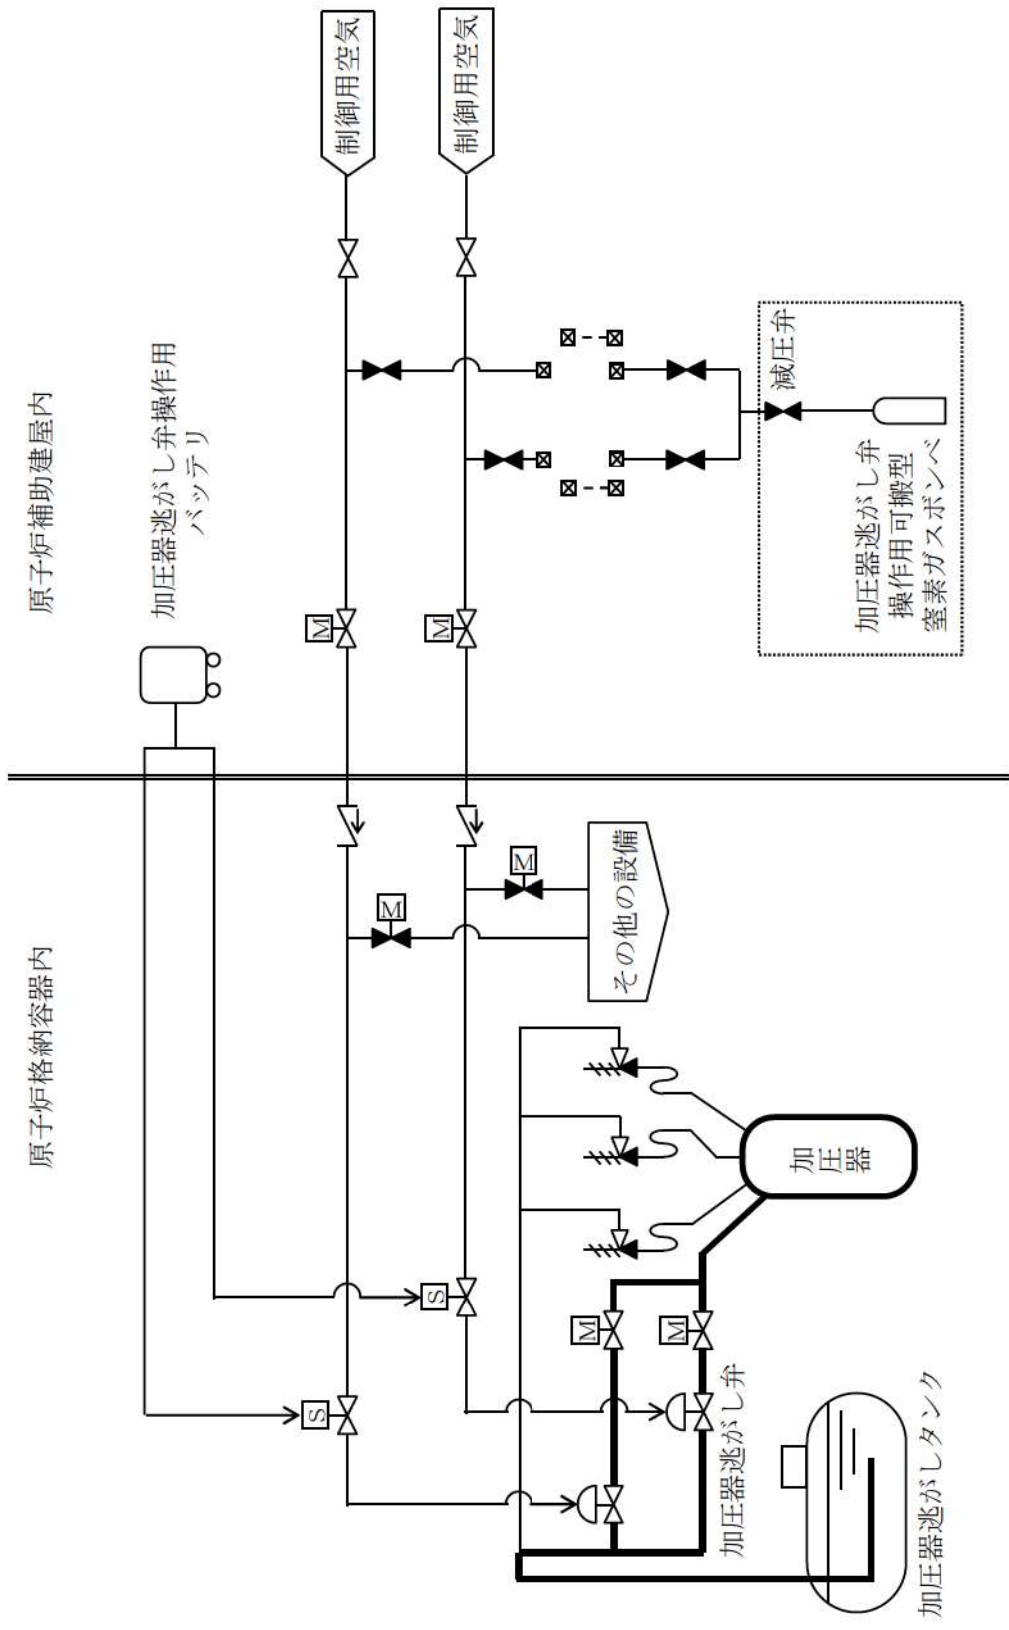 原子炉格納容器内
原子炉補助建屋内
加圧器逃がし弁操作用
バッテリ
制御用空気
制御用空気
S
S
M
M
M
M
その他の設備
M
M
加圧器
加圧器逃がし弁
加圧器逃がしタンク
減圧弁
加圧器逃がし弁
操作用可搬型
窒素ガスボンベ